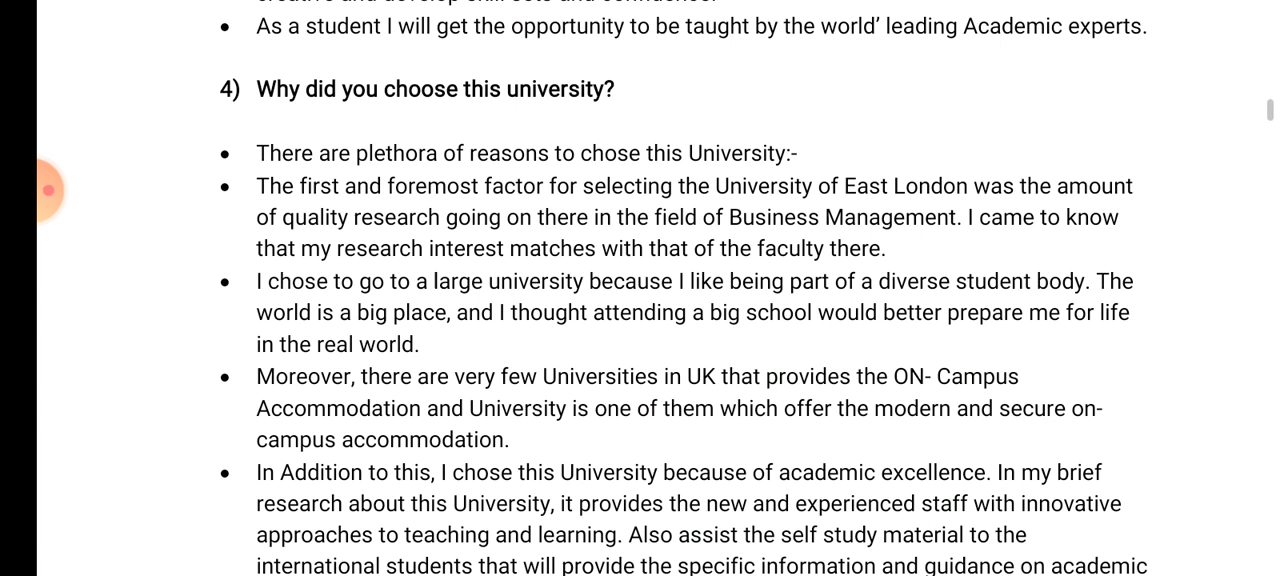 • As a student I will get the opportunity to be taught by the world’ leading Academic experts.
4) Why did you choose this university?
• There are plethora of reasons to chose this University:-
• The first and foremost factor for selecting the University of East London was the amount
of quality research going on there in the field of Business Management. I came to know
that my research interest matches with that of the faculty there.
• I chose to go to a large university because I like being part of a diverse student body. The
world is a big place, and I thought attending a big school would better prepare me for life
in the real world.
• Moreover, there are very few Universities in UK that provides the ON- Campus
Accommodation and University is one of them which offer the modern and secure on-
campus accommodation.
• In Addition to this, I chose this University because of academic excellence. In my brief
research about this University, it provides the new and experienced staff with innovative
approaches to teaching and learning. Also assist the self study material to the
international students that will provide the specific information and guidance on academic